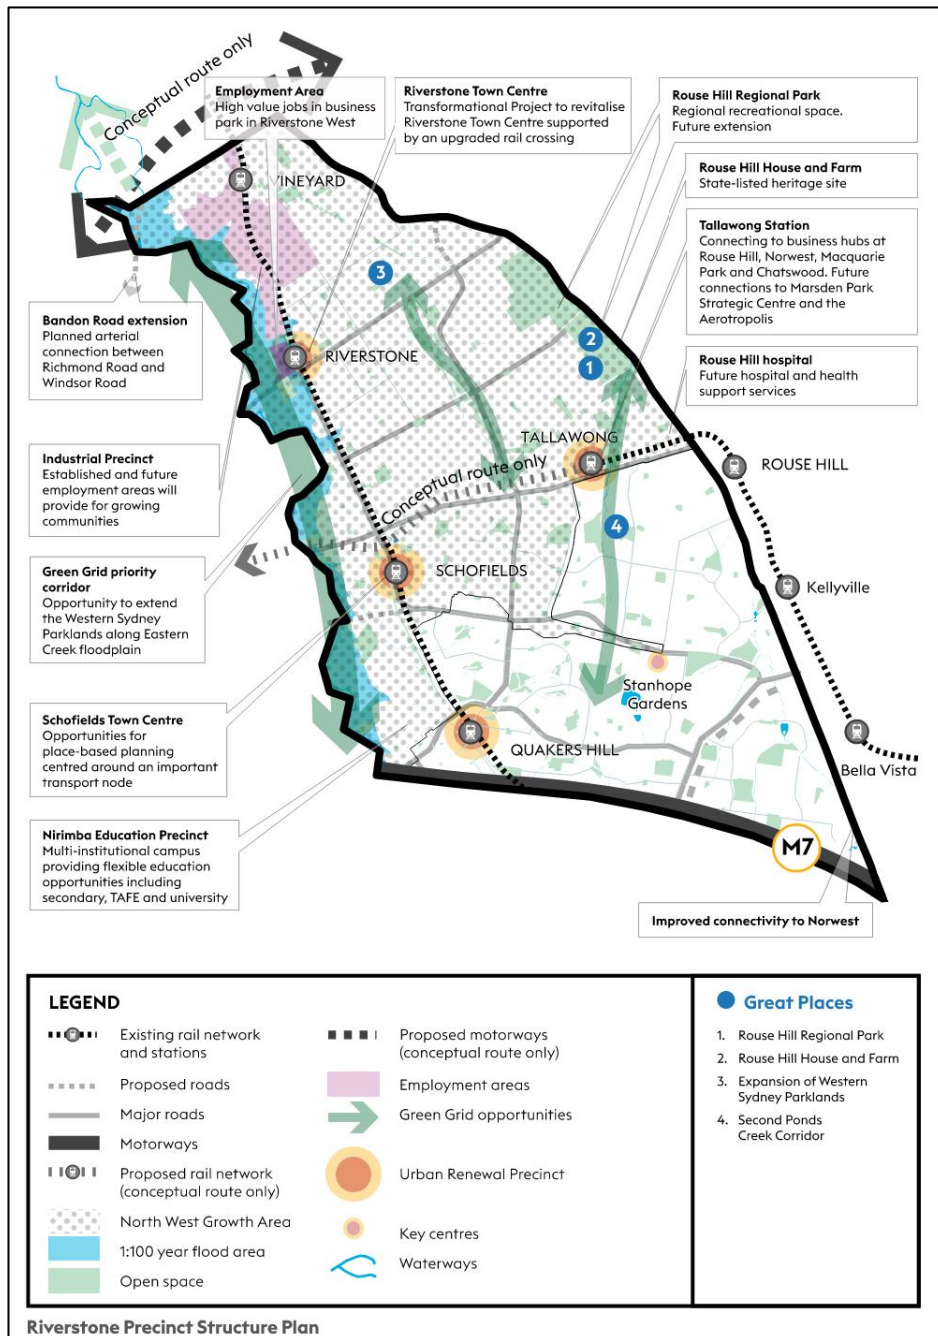 Conceptual route only
Employment Area
High value jobs in business
park in Riverstone West
Riverstone Town Centre
Transformational Project to revitalise
Riverstone Town Centre supported
by an upgraded rail crossing
Rouse Hill Regional Park
Regional recreational space.
Future extension
Rouse Hill House and Farm
State-listed heritage site
Tallawong Station
Connecting to business hubs at
Rouse Hill, Norwest, Macquarie
Park and Chatswood. Future
connections to Marsden Park
Strategic Centre and the
Aerotropolis
Rouse Hill hospital
Future hospital and health
support services
VINEYARD
3
2
1
RIVERSTONE
TALLAWONG
ROUSE HILL
Conceptual route only
4
SCHOFIELDS
Kellyville
Stanhope
Gardens
QUAKERS HILL
Bella Vista
M7
Bandon Road extension
Planned arterial
connection between
Richmond Road and
Windsor Road
Industrial Precinct
Established and future
employment areas will
provide for growing
communities
Green Grid priority
corridor
Opportunity to extend
the Western Sydney
Parklands along Eastern
Creek floodplain
Schofields Town Centre
Opportunities for
place-based planning
centred around an important
transport node
Nirimba Education Precinct
Multi-institutional campus
providing flexible education
opportunities including
secondary, TAFE and university
Improved connectivity to Norwest
LEGEND
Existing rail network
and stations
Proposed roads
Major roads
Motorways
Proposed rail network
(conceptual route only)
North West Growth Area
1:100 year flood area
Open space
Proposed motorways
(conceptual route only)
Employment areas
Green Grid opportunities
Urban Renewal Precinct
Key centres
Waterways
Great Places
1. Rouse Hill Regional Park
2. Rouse Hill House and Farm
3. Expansion of Western
Sydney Parklands
4. Second Ponds
Creek Corridor
Riverstone Precinct Structure Plan